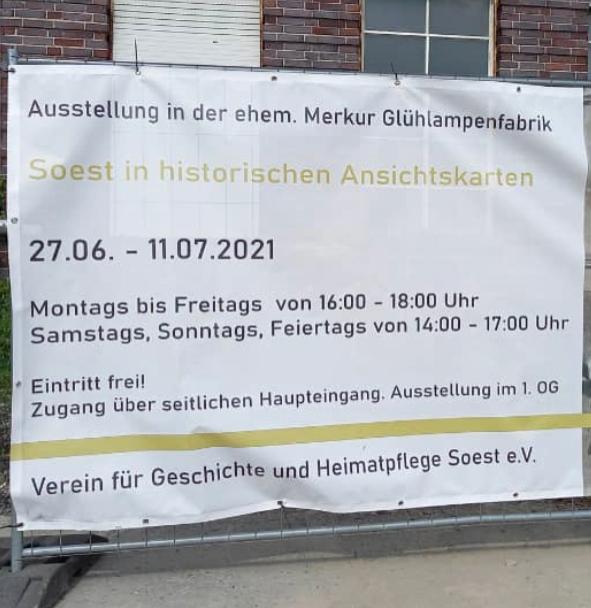 Ausstellung in der ehem. Merkur Glühlampenfabrik
Soest in historischen Ansichtskarten
27.06. - 11.07.2021
Montags bis Freitags von 16:00 - 18:00 Uhr
Samstags, Sonntags, Feiertags von 14:00 - 17:00 Uhr
Eintritt frei!
Zugang über seitlichen Haupteingang. Ausstellung im 1. OG
Verein für Geschichte und Heimatpflege Soest e.V.